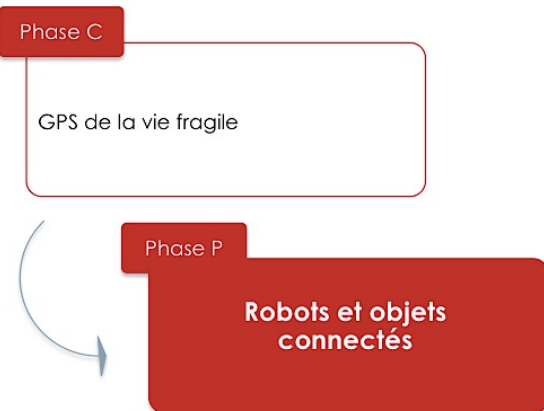 Phase C
GPS de la vie fragile
Phase P
Robots et objets
connectés